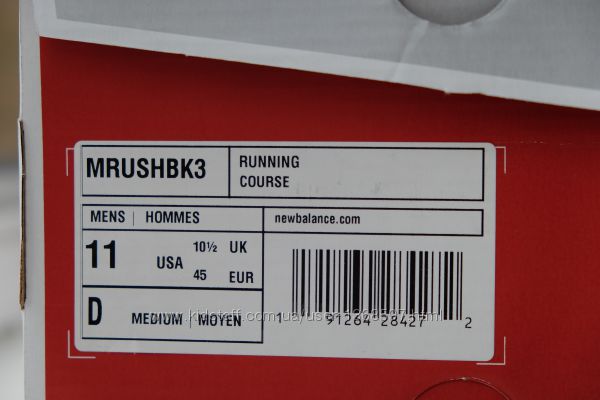 MRUSHBK3
RUNNING
COURSE
MENS | HOMMES
newbalance.com
11 USA
10½ UK
45 EUR
D MEDIUM | MOYEN
1 91264 28427 2